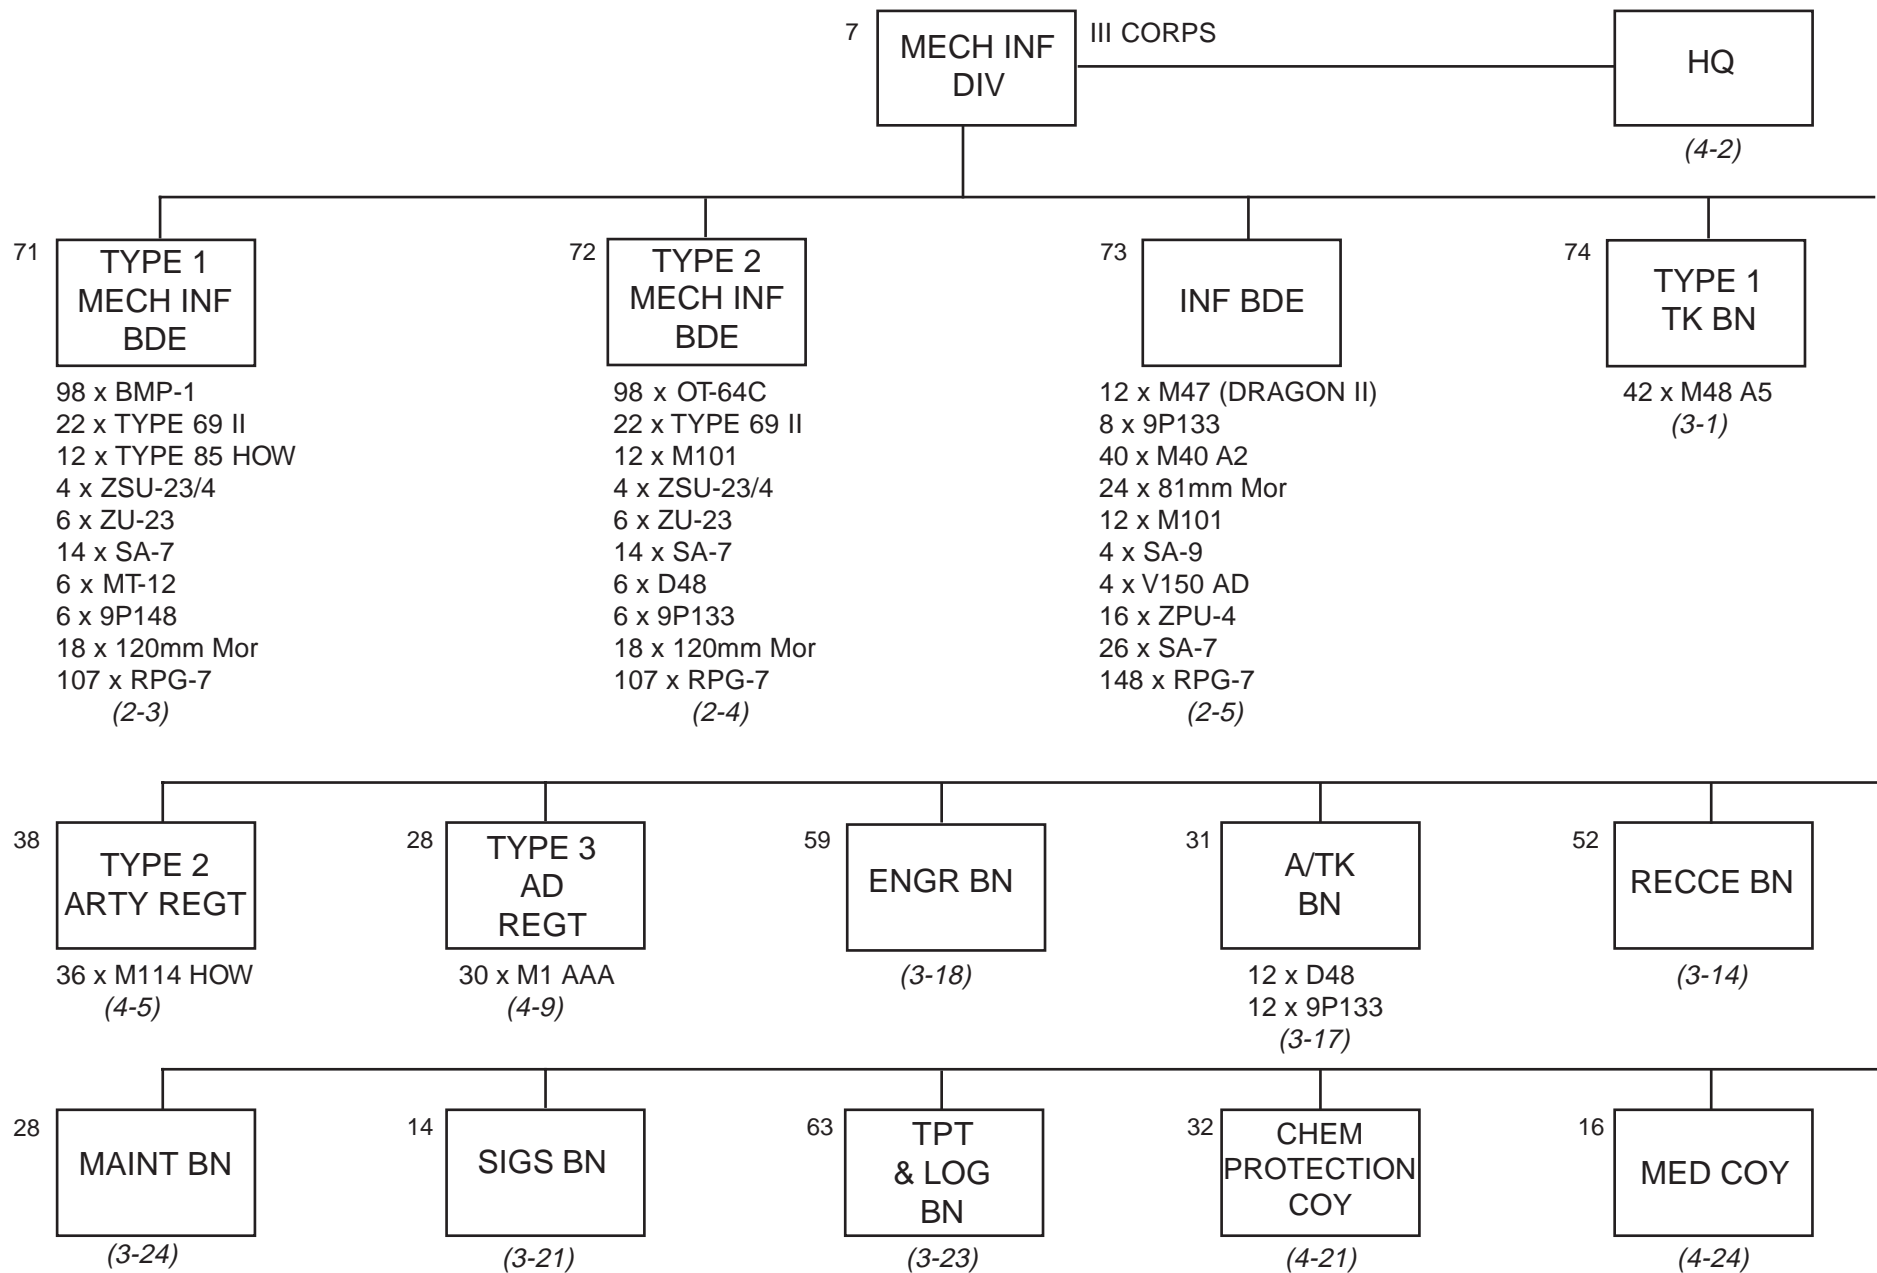 7
MECH INF
DIV
III CORPS
HQ
(4-2)
71
TYPE 1
MECH INF
BDE
98 x BMP-1
22 x TYPE 69 II
12 x TYPE 85 HOW
4 x ZSU-23/4
6 x ZU-23
14 x SA-7
6 x MT-12
6 x 9P148
18 x 120mm Mor
107 x RPG-7
(2-3)
72
TYPE 2
MECH INF
BDE
98 x OT-64C
22 x TYPE 69 II
12 x M101
4 x ZSU-23/4
6 x ZU-23
14 x SA-7
6 x D48
6 x 9P133
18 x 120mm Mor
107 x RPG-7
(2-4)
73
INF BDE
12 x M47 (DRAGON II)
8 x 9P133
40 x M40 A2
24 x 81mm Mor
12 x M101
4 x SA-9
4 x V150 AD
16 x ZPU-4
26 x SA-7
148 x RPG-7
(2-5)
74
TYPE 1
TK BN
42 x M48 A5
(3-1)
38
TYPE 2
ARTY REGT
36 x M114 HOW
(4-5)
28
TYPE 3
AD
REGT
30 x M1 AAA
(4-9)
59
ENGR BN
(3-18)
31
A/TK
BN
12 x D48
12 x 9P133
(3-17)
52
RECCE BN
(3-14)
28
MAINT BN
(3-24)
14
SIGS BN
(3-21)
63
TPT
& LOG
BN
(3-23)
32
CHEM
PROTECTION
COY
(4-21)
16
MED COY
(4-24)